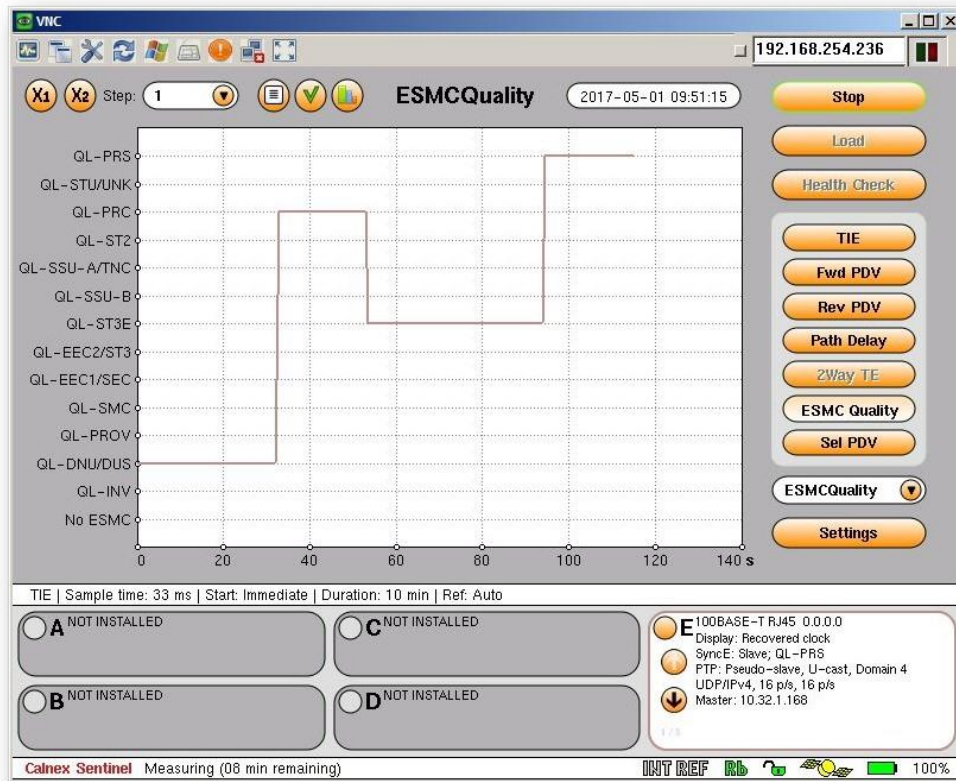 VNC
192.168.254.236
X1 X2 Step: 1 ESMCQuality 2017-05-01 09:51:15
Stop
Load
Health Check
TIE
Fwd PDV
Rev PDV
Path Delay
2Way TE
ESMC Quality
Sel PDV
ESMCQuality
Settings
QL-PRS
QL-STU/UNK
QL-PRC
QL-ST2
QL-SSU-A/TNC
QL-SSU-B
QL-ST3E
QL-EEC2/ST3
QL-EEC1/SEC
QL-SMC
QL-PROV
QL-DNU/DUS
QL-INV
No ESMC
0 20 40 60 80 100 120 140 s
TIE | Sample time: 33 ms | Start: Immediate | Duration: 10 min | Ref: Auto
A NOT INSTALLED
B NOT INSTALLED
C NOT INSTALLED
D NOT INSTALLED
E 100BASE-T RJ45 0.0.0.0
Display: Recovered clock
SyncE: Slave; QL-PRS
PTP: Pseudo-slave, U-cast, Domain 4
UDP/IPv4, 16 p/s, 16 p/s
Master: 10.32.1.168
Calnex Sentinel Measuring (08 min remaining) INT REF Rb 100%